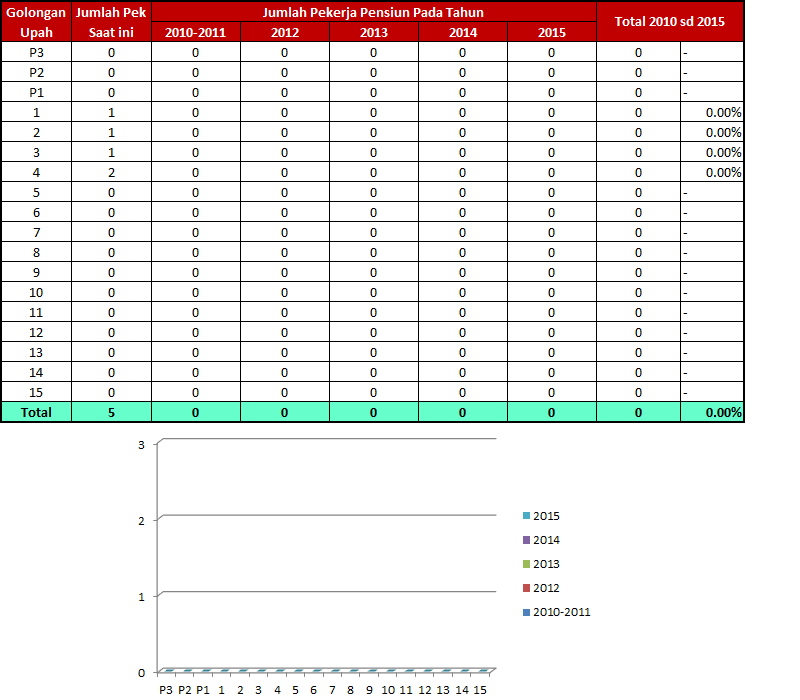 Golongan Jumlah Pek Jumlah Pekerja Pensiun Pada Tahun Total 2010 sd 2015
Upah Saat ini 2010-2011 2012 2013 2014 2015
P3 0 0 0 0 0 0 0 -
P2 0 0 0 0 0 0 0 -
P1 0 0 0 0 0 0 0 -
1 1 0 0 0 0 0 0 0.00%
2 1 0 0 0 0 0 0 0.00%
3 1 0 0 0 0 0 0 0.00%
4 2 0 0 0 0 0 0 0.00%
5 0 0 0 0 0 0 0 -
6 0 0 0 0 0 0 0 -
7 0 0 0 0 0 0 0 -
8 0 0 0 0 0 0 0 -
9 0 0 0 0 0 0 0 -
10 0 0 0 0 0 0 0 -
11 0 0 0 0 0 0 0 -
12 0 0 0 0 0 0 0 -
13 0 0 0 0 0 0 0 -
14 0 0 0 0 0 0 0 -
15 0 0 0 0 0 0 0 -
Total 5 0 0 0 0 0 0 0.00%
3
2
1
0
P3 P2 P1 1 2 3 4 5 6 7 8 9 10 11 12 13 14 15
2015
2014
2013
2012
2010-2011